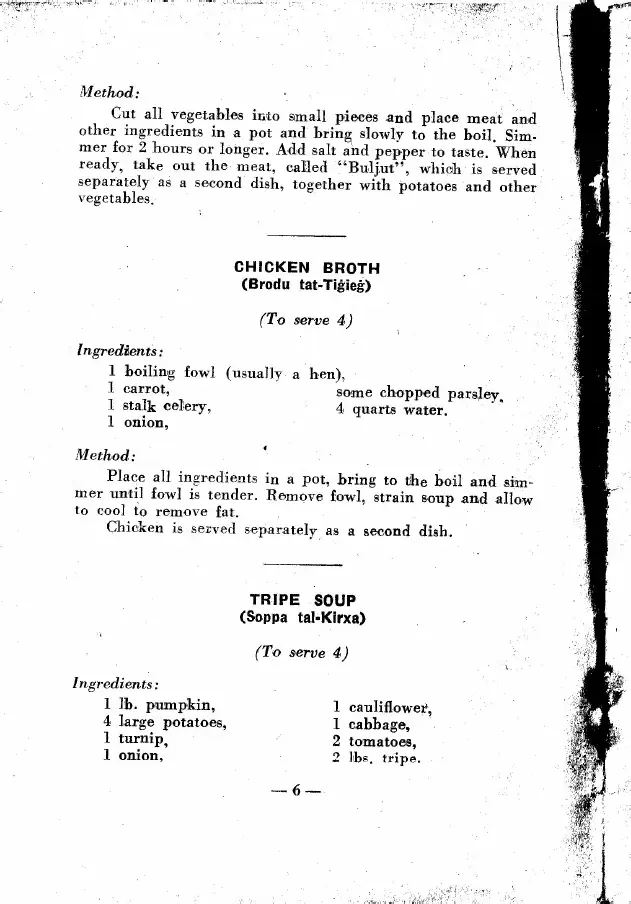 Method:
Cut all vegetables into small pieces and place meat and
other ingredients in a pot and bring slowly to the boil. Sim-
mer for 2 hours or longer. Add salt and pepper to taste. When
ready, take out the meat, called “Buljut”, which is served
separately as a second dish, together with potatoes and other
vegetables.
CHICKEN BROTH
(Brodu tat-Tiġieġ)
(To serve 4)
Ingredients:
1 boiling fowl (usually a hen),
1 carrot,
1 stalk celery,
1 onion,
some chopped parsley.
4 quarts water.
Method:
Place all ingredients in a pot, bring to the boil and sim-
mer until fowl is tender. Remove fowl, strain soup and allow
to cool to remove fat.
Chicken is served separately as a second dish.
TRIPE SOUP
(Soppa tal-Kirxa)
(To serve 4)
Ingredients:
1 lb. pumpkin,
4 large potatoes,
1 turnip,
1 onion,
1 cauliflower,
1 cabbage,
2 tomatoes,
2 lbs. tripe.
— 6 —